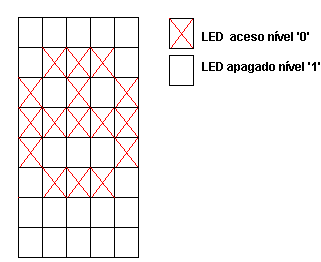 LED aceso nível '0'
LED apagado nível '1'